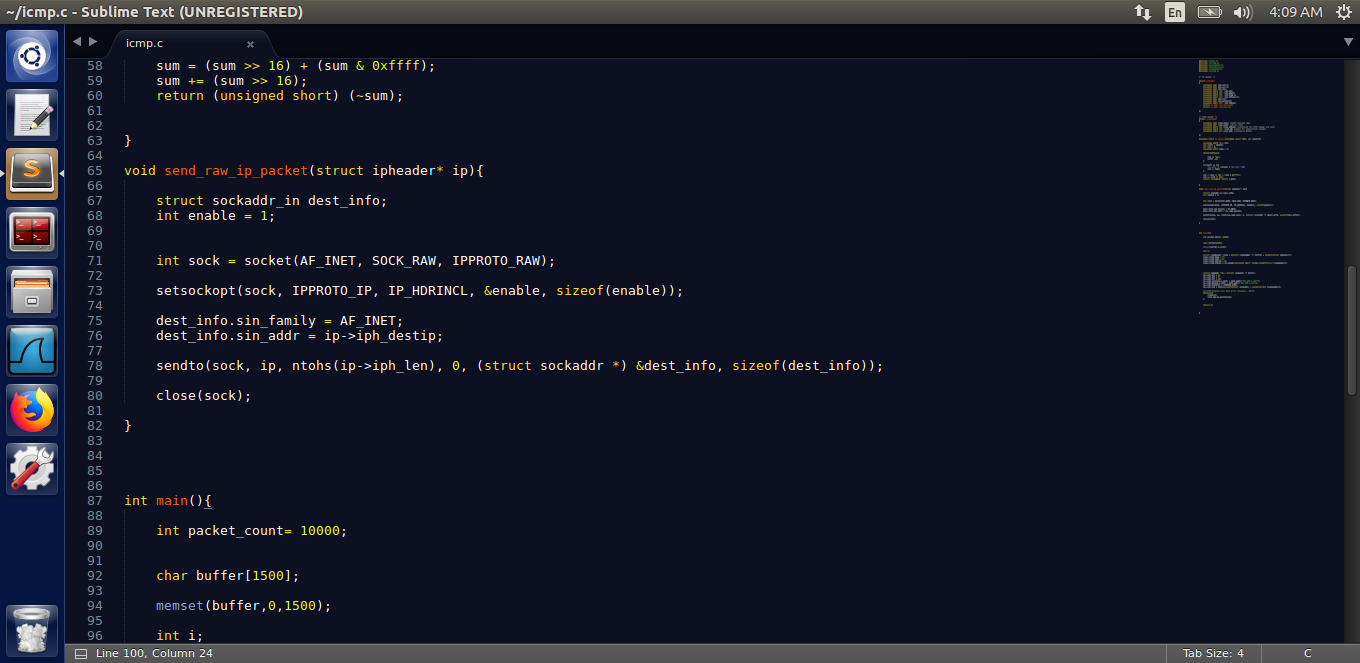 ~/icmp.c - Sublime Text (UNREGISTERED)
En
4:09 AM
icmp.c
58 sum = (sum >> 16) + (sum & 0xffff);
59 sum += (sum >> 16);
60 return (unsigned short) (~sum);
61
62
63 }
64
65 void send_raw_ip_packet(struct ipheader* ip){
66
67 struct sockaddr_in dest_info;
68 int enable = 1;
69
70
71 int sock = socket(AF_INET, SOCK_RAW, IPPROTO_RAW);
72
73 setsockopt(sock, IPPROTO_IP, IP_HDRINCL, &enable, sizeof(enable));
74
75 dest_info.sin_family = AF_INET;
76 dest_info.sin_addr = ip->iph_destip;
77
78 sendto(sock, ip, ntohs(ip->iph_len), 0, (struct sockaddr *) &dest_info, sizeof(dest_info));
79
80 close(sock);
81
82 }
83
84
85
86
87 int main(){
88
89 int packet_count= 10000;
90
91
92 char buffer[1500];
93
94 memset(buffer,0,1500);
95
96 int i;
Line 100, Column 24
Tab Size: 4
C